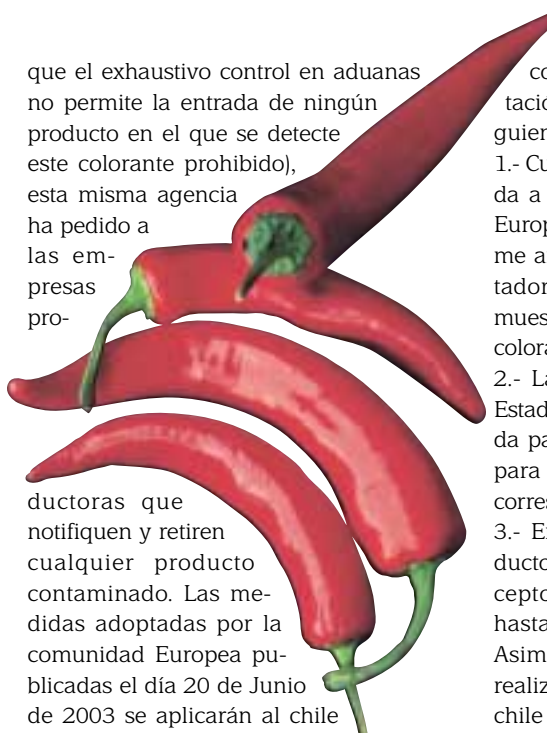 que el exhaustivo control en aduanas
no permite la entrada de ningún
producto en el que se detecte
este colorante prohibido),
esta misma agencia
ha pedido a
las em-
presas
pro-
ductoras que
notifiquen y retiren
cualquier producto
contaminado. Las me-
didas adoptadas por la
comunidad Europea pu-
blicadas el día 20 de Junio
de 2003 se aplicarán al chile
co
tació
guien
1.- Cu
da a
Europ
me a
tador
mues
colora
2.- La
Estad
da pa
para
corres
3.- E
ducto
cepto
hasta
Asim
realiz
chile